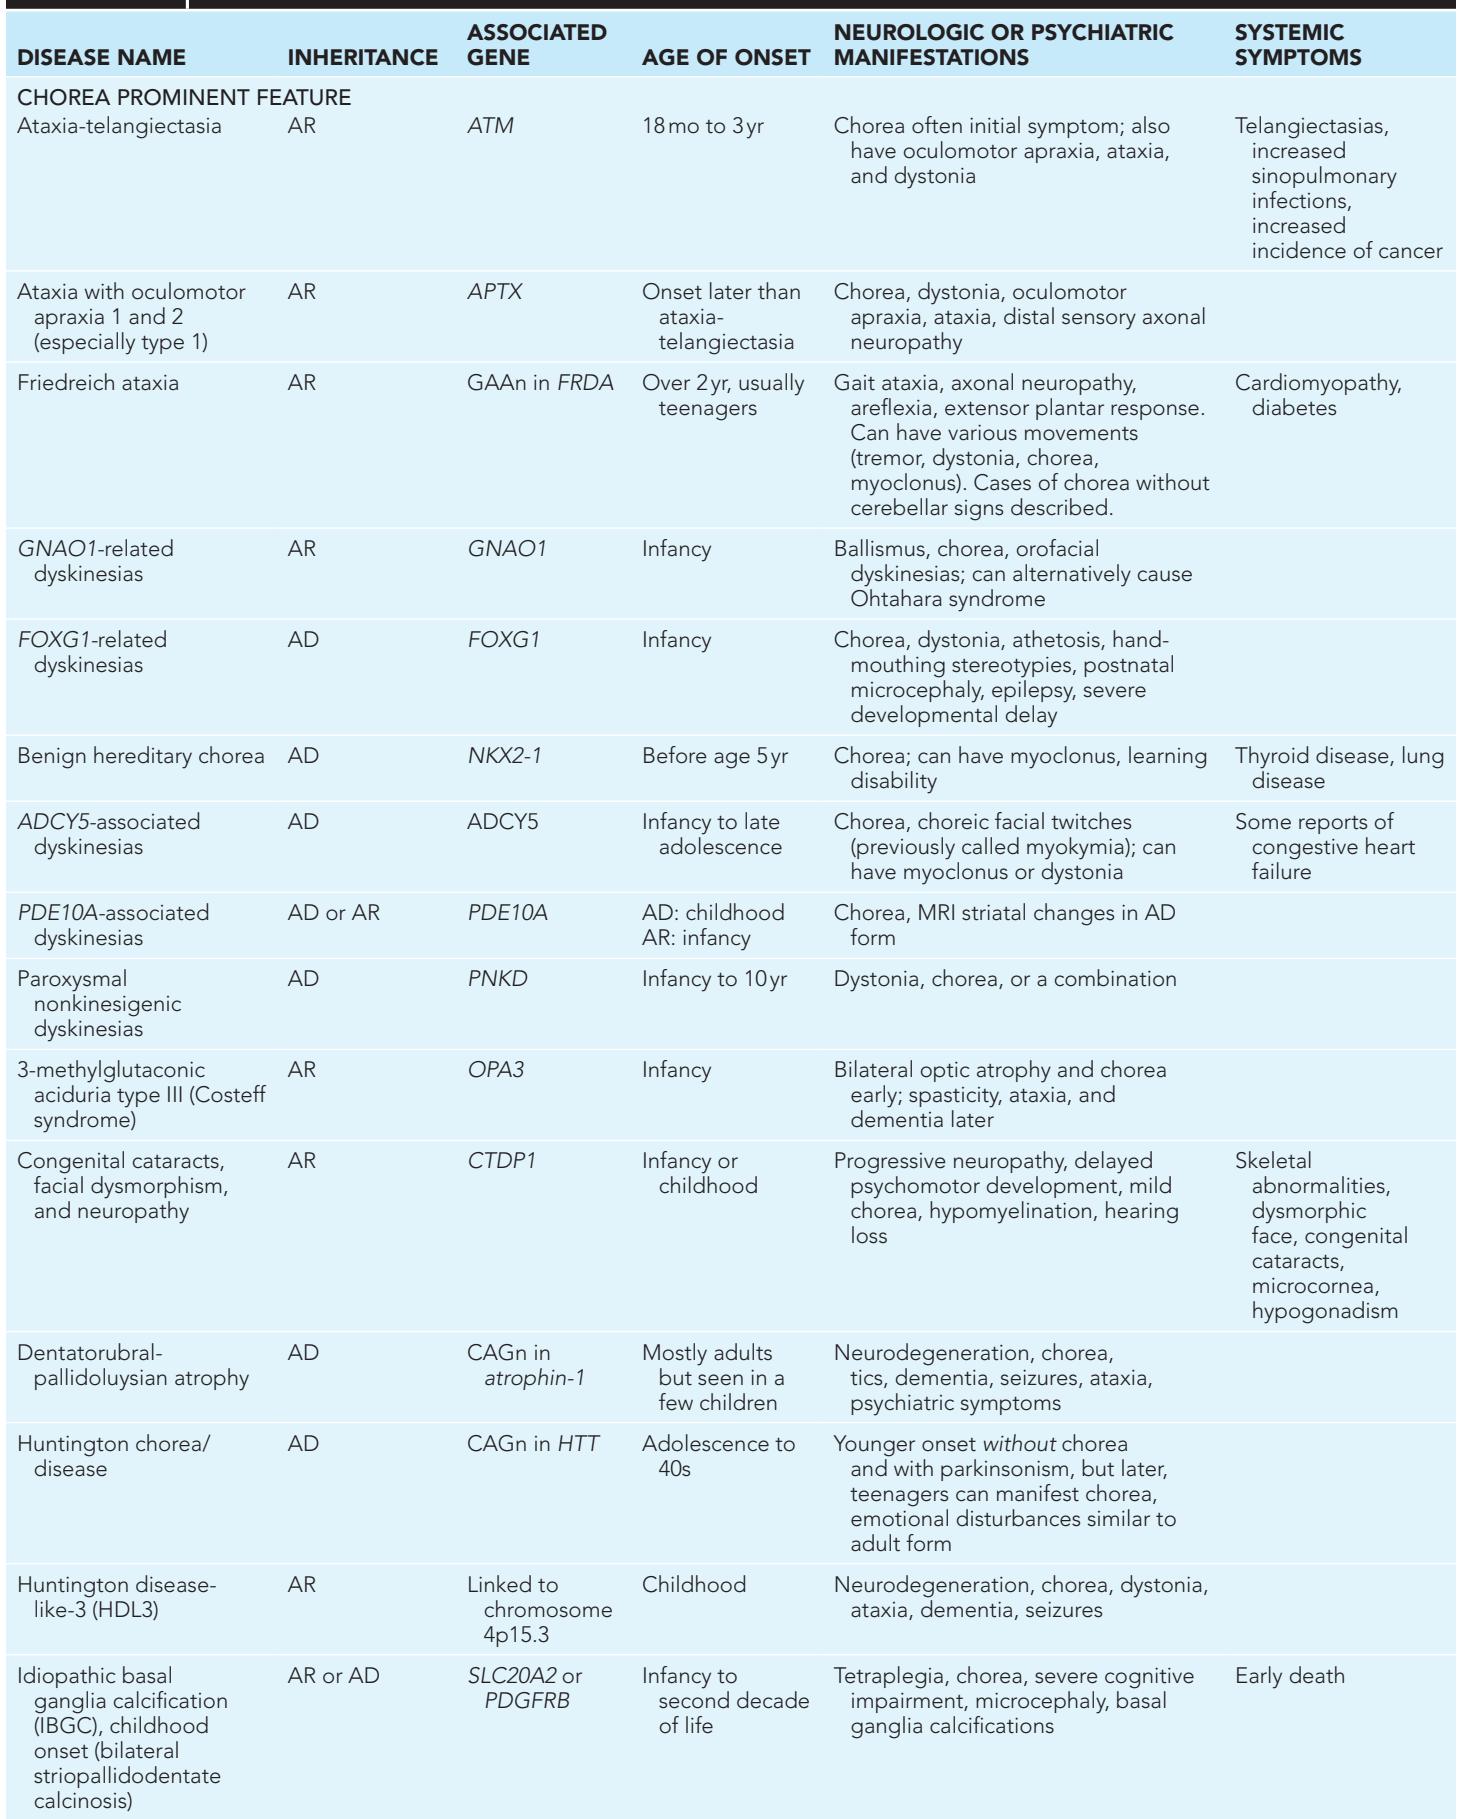 DISEASE NAME
INHERITANCE
ASSOCIATED
GENE
AGE OF ONSET
NEUROLOGIC OR PSYCHIATRIC
MANIFESTATIONS
SYSTEMIC
SYMPTOMS
CHOREA PROMINENT FEATURE
Ataxia-telangiectasia
AR
ATM
18 mo to 3 yr
Chorea often initial symptom; also
have oculomotor apraxia, ataxia,
and dystonia
Telangiectasias,
increased
sinopulmonary
infections,
increased
incidence of cancer
Ataxia with oculomotor
apraxia 1 and 2
(especially type 1)
AR
APTX
Onset later than
ataxia-
telangiectasia
Chorea, dystonia, oculomotor
apraxia, ataxia, distal sensory axonal
neuropathy
Friedreich ataxia
AR
GAAn in FRDA
Over 2 yr, usually
teenagers
Gait ataxia, axonal neuropathy,
areflexia, extensor plantar response.
Can have various movements
(tremor, dystonia, chorea,
myoclonus). Cases of chorea without
cerebellar signs described.
Cardiomyopathy,
diabetes
GNAO1-related
dyskinesias
AR
GNAO1
Infancy
Ballismus, chorea, orofacial
dyskinesias; can alternatively cause
Ohtahara syndrome
FOXG1-related
dyskinesias
AD
FOXG1
Infancy
Chorea, dystonia, athetosis, hand-
mouthing stereotypies, postnatal
microcephaly, epilepsy, severe
developmental delay
Benign hereditary chorea
AD
NKX2-1
Before age 5 yr
Chorea; can have myoclonus, learning
disability
Thyroid disease, lung
disease
ADCY5-associated
dyskinesias
AD
ADCY5
Infancy to late
adolescence
Chorea, choreic facial twitches
(previously called myokymia); can
have myoclonus or dystonia
Some reports of
congestive heart
failure
PDE10A-associated
dyskinesias
AD or AR
PDE10A
AD: childhood
AR: infancy
Chorea, MRI striatal changes in AD
form
Paroxysmal
nonkinesigenic
dyskinesias
AD
PNKD
Infancy to 10 yr
Dystonia, chorea, or a combination
3-methylglutaconic
aciduria type III (Costeff
syndrome)
AR
OPA3
Infancy
Bilateral optic atrophy and chorea
early; spasticity, ataxia, and
dementia later
Congenital cataracts,
facial dysmorphism,
and neuropathy
AR
CTDP1
Infancy or
childhood
Progressive neuropathy, delayed
psychomotor development, mild
chorea, hypomyelination, hearing
loss
Skeletal
abnormalities,
dysmorphic
face, congenital
cataracts,
microcornea,
hypogonadism
Dentatorubral-
pallidoluysian atrophy
AD
CAGn in
atrophin-1
Mostly adults
but seen in a
few children
Neurodegeneration, chorea,
tics, dementia, seizures, ataxia,
psychiatric symptoms
Huntington chorea/
disease
AD
CAGn in HTT
Adolescence to
40s
Younger onset without chorea
and with parkinsonism, but later,
teenagers can manifest chorea,
emotional disturbances similar to
adult form
Huntington disease-
like-3 (HDL3)
AR
Linked to
chromosome
4p15.3
Childhood
Neurodegeneration, chorea, dystonia,
ataxia, dementia, seizures
Idiopathic basal
ganglia calcification
(IBGC), childhood
onset (bilateral
striopallidodentate
calcinosis)
AR or AD
SLC20A2 or
PDGFRB
Infancy to
second decade
of life
Tetraplegia, chorea, severe cognitive
impairment, microcephaly, basal
ganglia calcifications
Early death